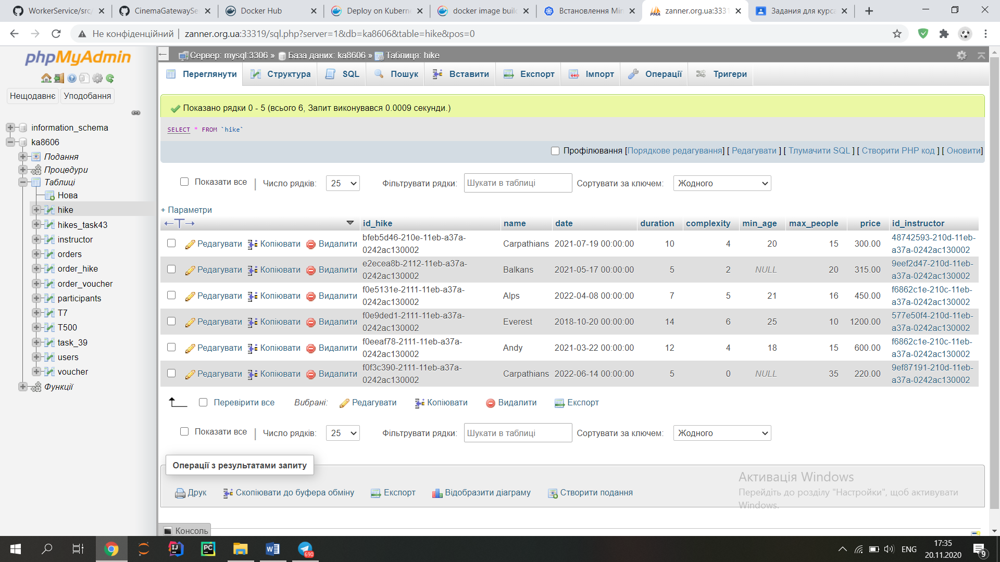 WorkerService/src/
CinemaGatewaySe
Docker Hub
Deploy on Kuberne
docker image buil
Встановлення Min
zanner.org.ua:3331
Задания для курса
Не конфіденційний
zanner.org.ua:33319/sql.php?server=1&db=ka8606&table=hike&pos=0
phpMyAdmin
Нещодавнє Уподобання
information_schema
ka8606
Подання
Процедури
Таблиці
Нова
hike
hikes_task43
instructor
orders
order_hike
order_voucher
participants
T7
T500
task_39
users
voucher
Функції
Сервер: mysql:3306 » База даних: ka8606 » Таблиця: hike
Переглянути Структура SQL Пошук Вставити Експорт Імпорт Операції Тригери
Показано рядки 0 - 5 (всього 6, Запит виконувався 0.0009 секунди.)
SELECT * FROM `hike`
Профілювання [Порядкове редагування] [ Редагувати ] [ Тлумачити SQL ] [ Створити PHP код ] [ Оновити]
Показати все | Число рядків: 25 Фільтрувати рядки: Шукати в таблиці Сортувати за ключем: Жодного
+ Параметри
←T→ id_hike name date duration complexity min_age max_people price id_instructor
Редагувати Копіювати Видалити bfeb5d46-210e-11eb-a37a-0242ac130002 Carpathians 2021-07-19 00:00:00 10 4 20 15 300.00 48742593-210d-11eb-a37a-0242ac130002
Редагувати Копіювати Видалити e2ecea8b-2112-11eb-a37a-0242ac130002 Balkans 2021-05-17 00:00:00 5 2 NULL 20 315.00 9eef2d47-210d-11eb-a37a-0242ac130002
Редагувати Копіювати Видалити f0e5131e-2111-11eb-a37a-0242ac130002 Alps 2022-04-08 00:00:00 7 5 21 16 450.00 f6862c1e-210c-11eb-a37a-0242ac130002
Редагувати Копіювати Видалити f0e9ded1-2111-11eb-a37a-0242ac130002 Everest 2018-10-20 00:00:00 14 6 25 10 1200.00 577e50f4-210d-11eb-a37a-0242ac130002
Редагувати Копіювати Видалити f0eeaf78-2111-11eb-a37a-0242ac130002 Andy 2021-03-22 00:00:00 12 4 18 15 600.00 f6862c1e-210c-11eb-a37a-0242ac130002
Редагувати Копіювати Видалити f0f3c390-2111-11eb-a37a-0242ac130002 Carpathians 2022-06-14 00:00:00 5 0 NULL 35 220.00 9ef87191-210d-11eb-a37a-0242ac130002
Перевірити все Вибрані: Редагувати Копіювати Видалити Експорт
Показати все | Число рядків: 25 Фільтрувати рядки: Шукати в таблиці Сортувати за ключем: Жодного
Операції з результатами запиту
Друк Скопіювати до буфера обміну Експорт Відобразити діаграму Створити подання
Активація Windows
Перейдіть до розділу "Настройки", щоб активувати
Windows.
Консоль
690
ENG
17:35
20.11.2020
9